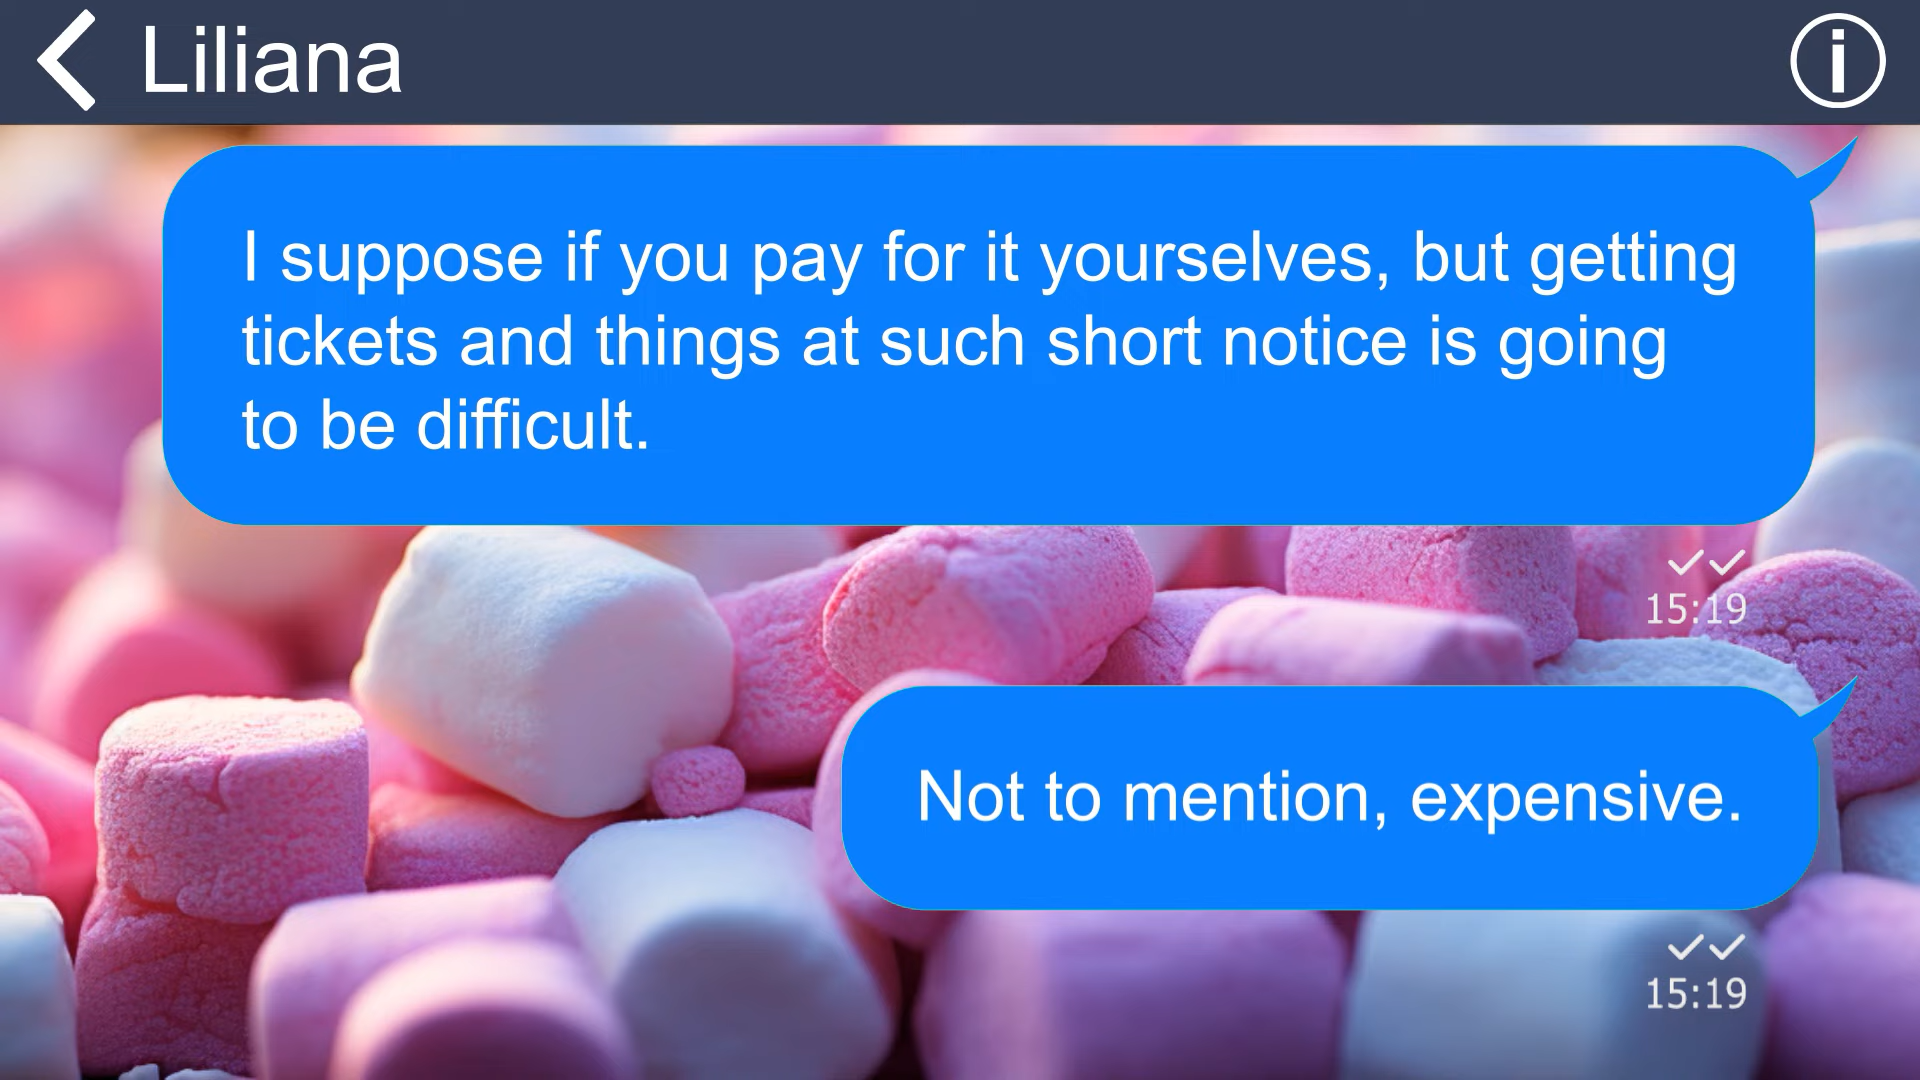 Liliana
I suppose if you pay for it yourselves, but getting
tickets and things at such short notice is going
to be difficult.
15:19
Not to mention, expensive.
15:19